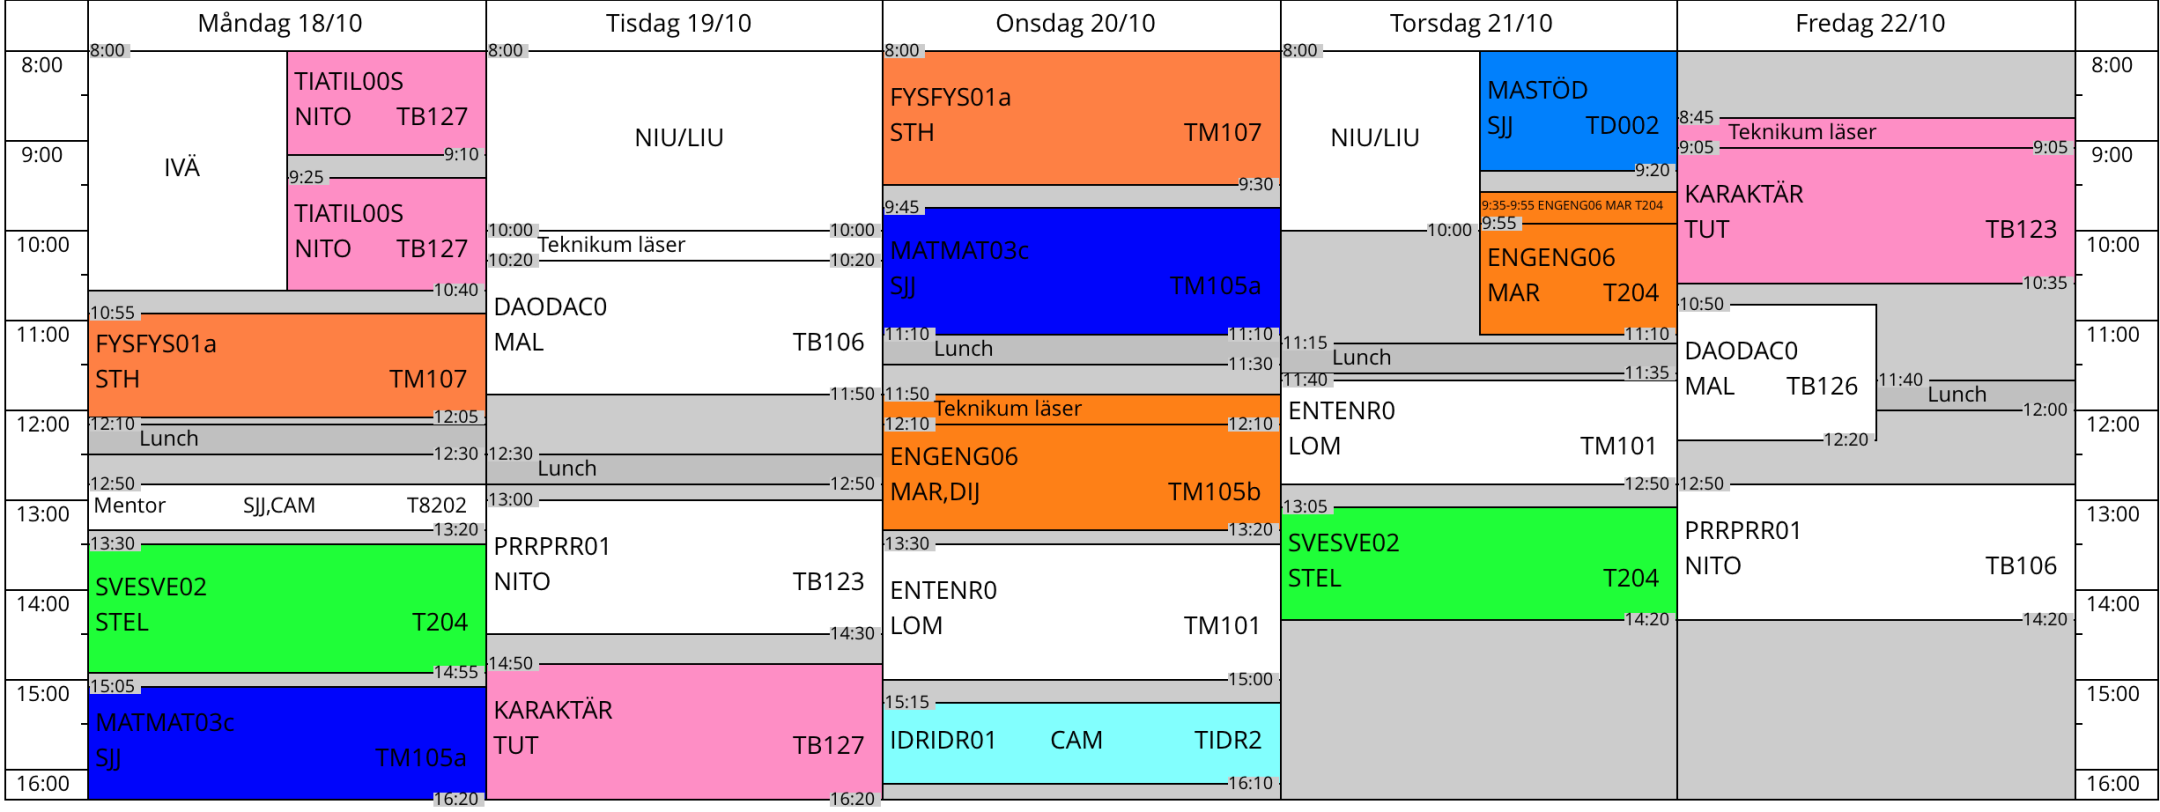 Måndag 18/10 Tisdag 19/10 Onsdag 20/10 Torsdag 21/10 Fredag 22/10
8:00
9:00
10:00
11:00
12:00
13:00
14:00
15:00
16:00
8:00
IVÄ
TIATIL00S
NITO TB127
9:10
9:25
TIATIL00S
NITO TB127
10:40
10:55
FYSFYS01a
STH TM107
12:05
12:10
Lunch
12:30
12:50
Mentor SJJ,CAM T8202
13:20
13:30
SVESVE02
STEL T204
14:55
15:05
MATMAT03c
SJJ TM105a
16:20
8:00
NIU/LIU
10:00 10:00
Teknikum läser
10:20 10:20
DAODAC0
MAL TB106
11:50
12:30
Lunch
12:50
13:00
PRRPRR01
NITO TB123
14:30
14:50
KARAKTÄR
TUT TB127
16:20
8:00
FYSFYS01a
STH TM107
9:30
9:45
MATMAT03c
SJJ TM105a
11:10 11:10
Lunch
11:30
11:50
Teknikum läser
12:10 12:10
ENGENG06
MAR,DIJ TM105b
13:20
13:30
ENTENR0
LOM TM101
15:00
15:15
IDRIDR01 CAM TIDR2
16:10
8:00
NIU/LIU
10:00
MASTÖD
SJJ TD002
9:20
9:35-9:55 ENGENG06 MAR T204
9:55
ENGENG06
MAR T204
11:10
11:15
Lunch
11:35
11:40
ENTENR0
LOM TM101
12:50
13:05
SVESVE02
STEL T204
14:20
8:45
Teknikum läser
9:05 9:05
KARAKTÄR
TUT TB123
10:35
10:50
DAODAC0
MAL TB126
12:20
11:40
Lunch
12:00
12:50
PRRPRR01
NITO TB106
14:20
8:00
9:00
10:00
11:00
12:00
13:00
14:00
15:00
16:00